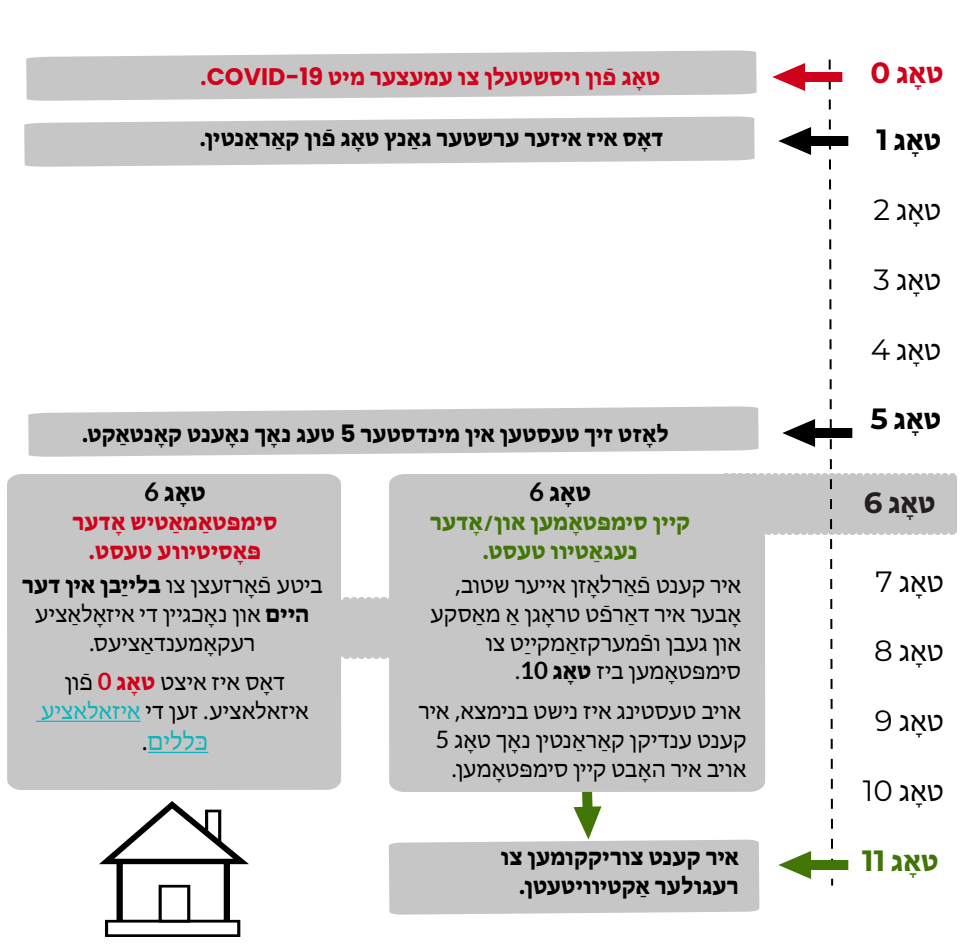 טאָג 0
טאָג פֿון ויסשטעלן צו עמעצער מיט COVID-19.
טאָג 1
דאָס איז איזער ערשטער גאַנץ טאָג פֿון קאַראַנטין.
טאָג 2
טאָג 3
טאָג 4
טאָג 5
לאָזט זיך טעסטען אין מינדסטער 5 טעג נאָך נאָענט קאָנטאַקט.
טאָג 6
טאָג 6
קיין סימפּטאָמען און/אָדער
נעגאַטיוו טעסט.
איר קענט פֿאַרלאָזן אייער שטוב,
אָבער איר דאַרפֿט טראָגן אַ מאַסקע
און געבן ופֿמערקזאַמקייַט צו
סימפּטאָמען ביז טאָג 10.
אויב טעסטינג איז נישט בנימצא, איר
קענט ענדיקן קאַראַנטין נאָך טאָג 5
אויב איר האָבט קיין סימפּטאָמען.
טאָג 6
סימפּטאָמאַטיש אָדער
פּאָסיטיווע טעסט.
ביטע פֿאָרזעצן צו בלייַבן אין דער
היים און נאָכגיין די איזאָלאַציע
רעקאָמענדאַציעס.
דאָס איז איצט טאָג 0 פֿון
איזאלאציע. זען די איזאלאציע
כּללים.
טאָג 7
טאָג 8
טאָג 9
טאָג 10
טאָג 11
איר קענט צוריקקומען צו
רעגולער אַקטיוויטעטן.